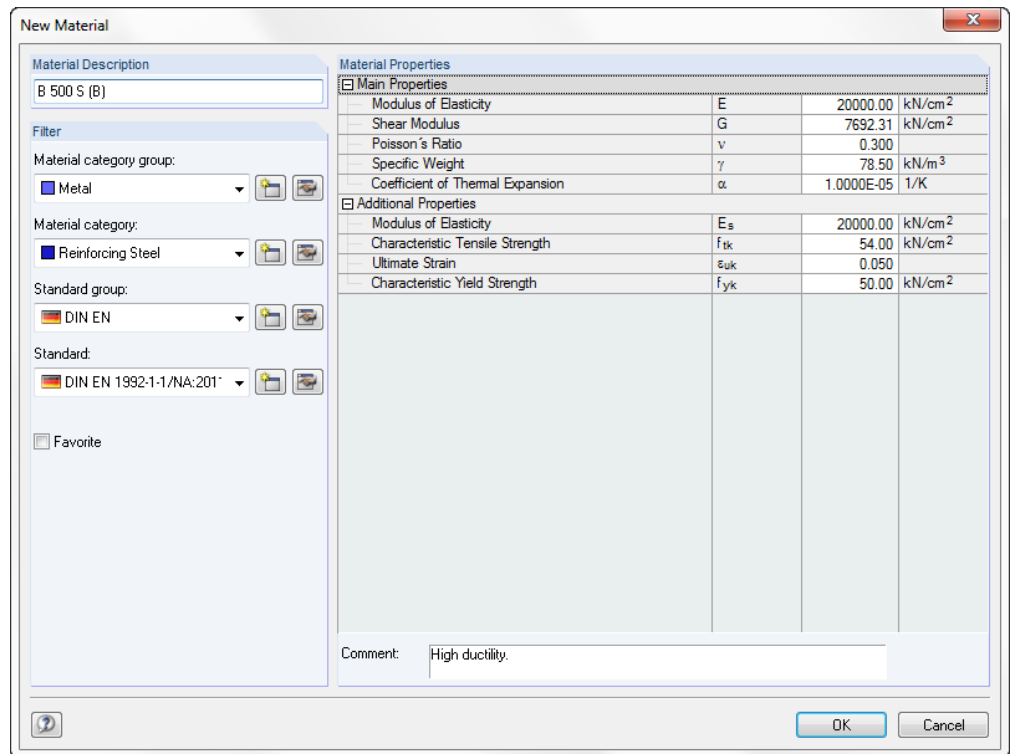 New Material
Material Description
B 500 S (B)
Filter
Material category group:
Metal
Material category:
Reinforcing Steel
Standard group:
DIN EN
Standard:
DIN EN 1992-1-1/NA:201
Favorite
Material Properties
Main Properties
Modulus of Elasticity E 20000.00 kN/cm²
Shear Modulus G 7692.31 kN/cm²
Poisson´s Ratio ν 0.300
Specific Weight γ 78.50 kN/m³
Coefficient of Thermal Expansion α 1.0000E-05 1/K
Additional Properties
Modulus of Elasticity Es 20000.00 kN/cm²
Characteristic Tensile Strength ftk 54.00 kN/cm²
Ultimate Strain εuk 0.050
Characteristic Yield Strength fyk 50.00 kN/cm²
Comment: High ductility.
OK Cancel